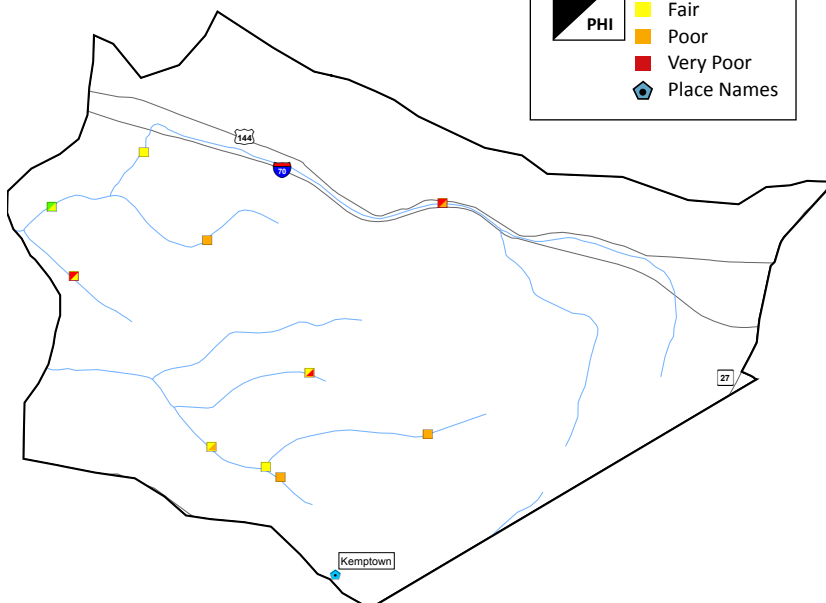 PHI
Fair
Poor
Very Poor
Place Names
144
70
27
Kemptown